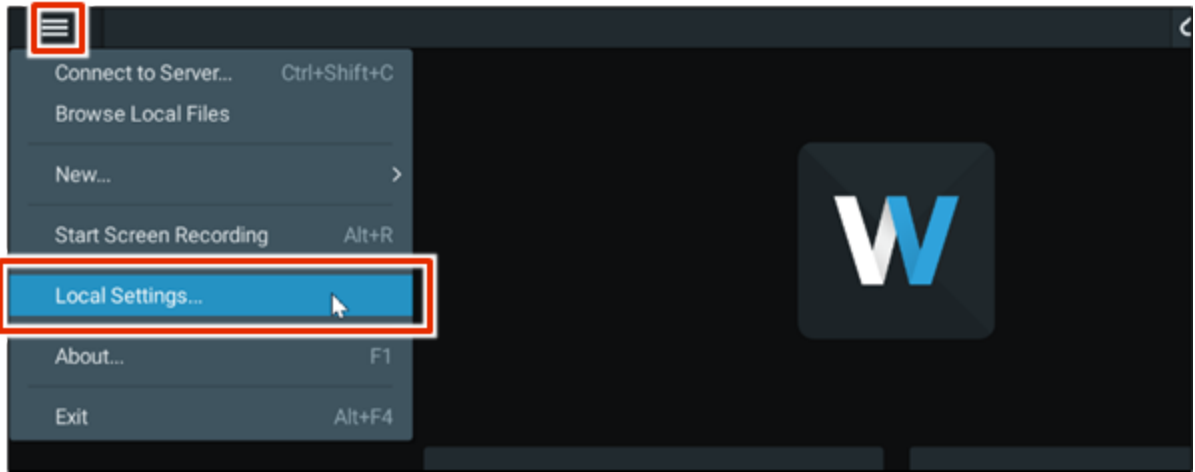 Connect to Server... Ctrl+Shift+C
Browse Local Files
New...
Start Screen Recording Alt+R
Local Settings...
About... F1
Exit Alt+F4
W